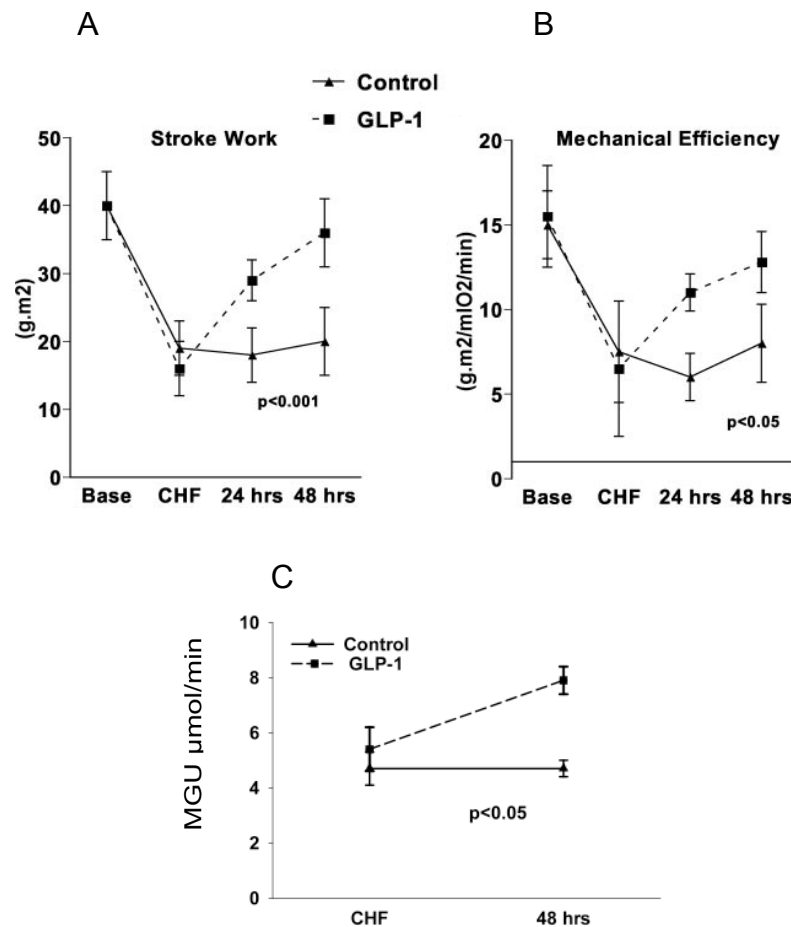 A
B
Control
GLP-1
Stroke Work
50
40
30
20
10
0
(g.m2)
p<0.001
Base CHF 24 hrs 48 hrs
Mechanical Efficiency
20
15
10
5
0
(g.m2/mlO2/min)
p<0.05
Base CHF 24 hrs 48 hrs
C
Control
GLP-1
10
8
6
4
2
0
MGU µmol/min
p<0.05
CHF 48 hrs